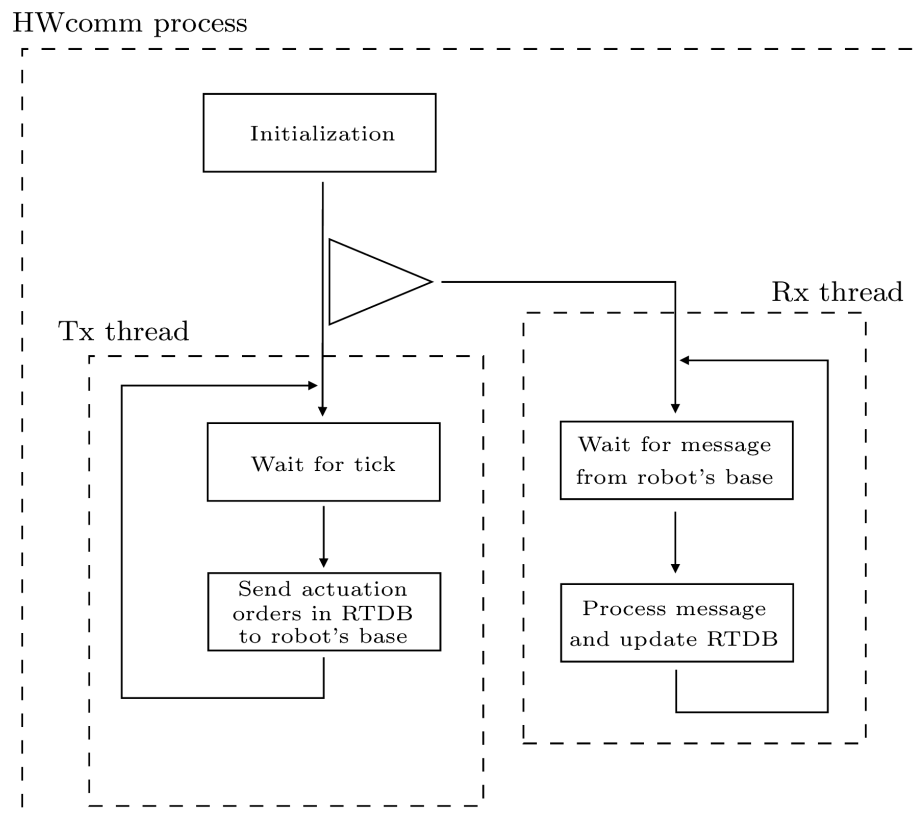 HWcomm process
Initialization
Rx thread
Tx thread
Wait for tick
Send actuation
orders in RTDB
to robot's base
Wait for message
from robot's base
Process message
and update RTDB